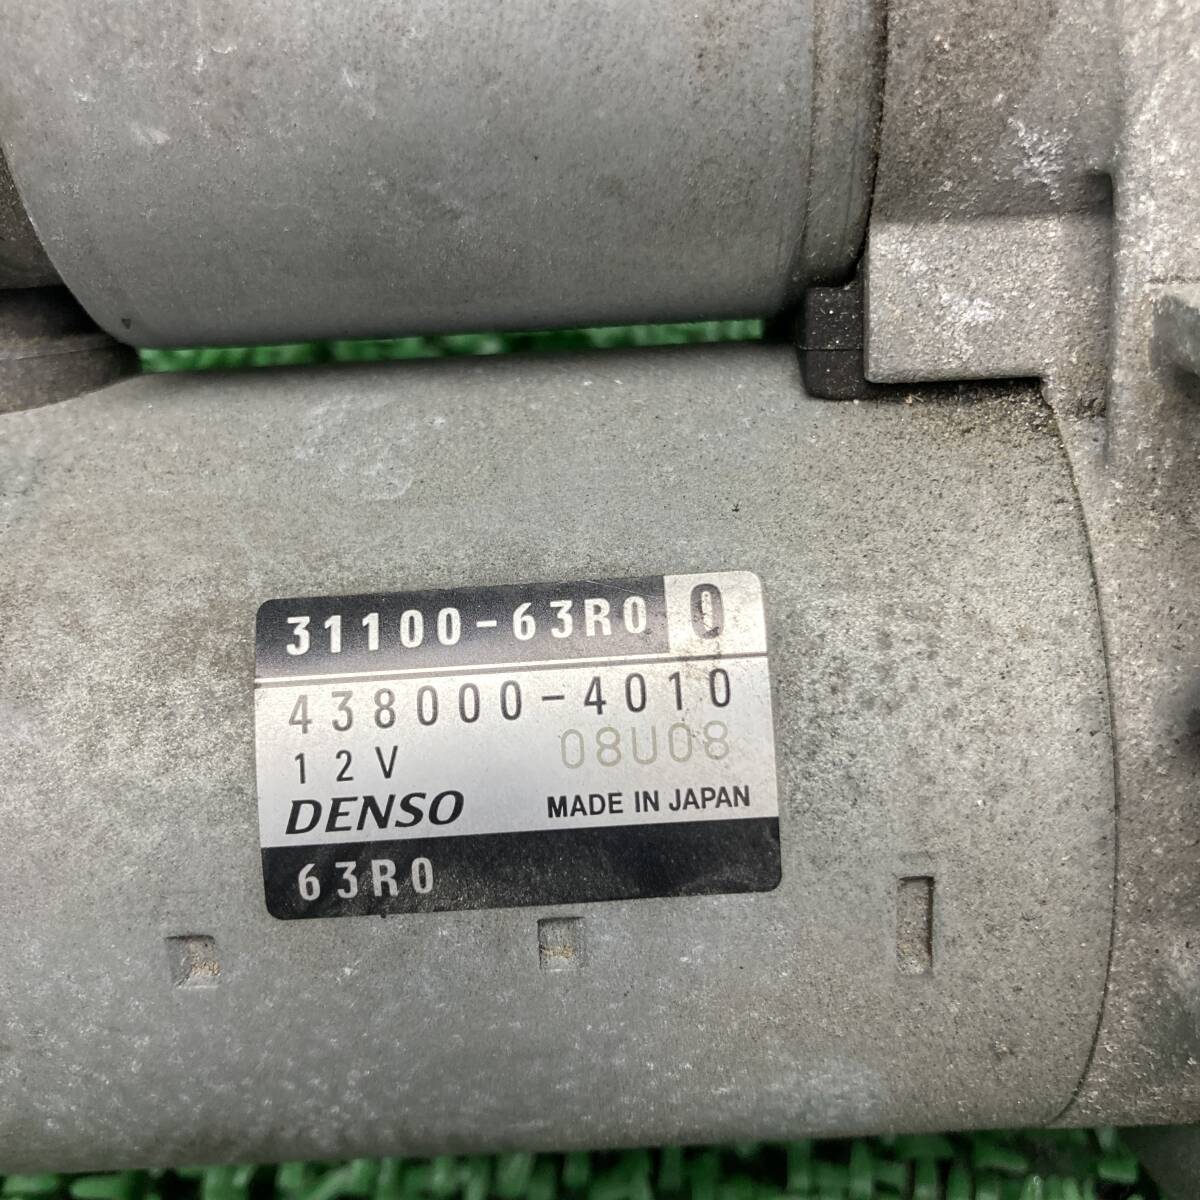 31100-63R0 0
438000-4010
12V 08U08
DENSO MADE IN JAPAN
63R0